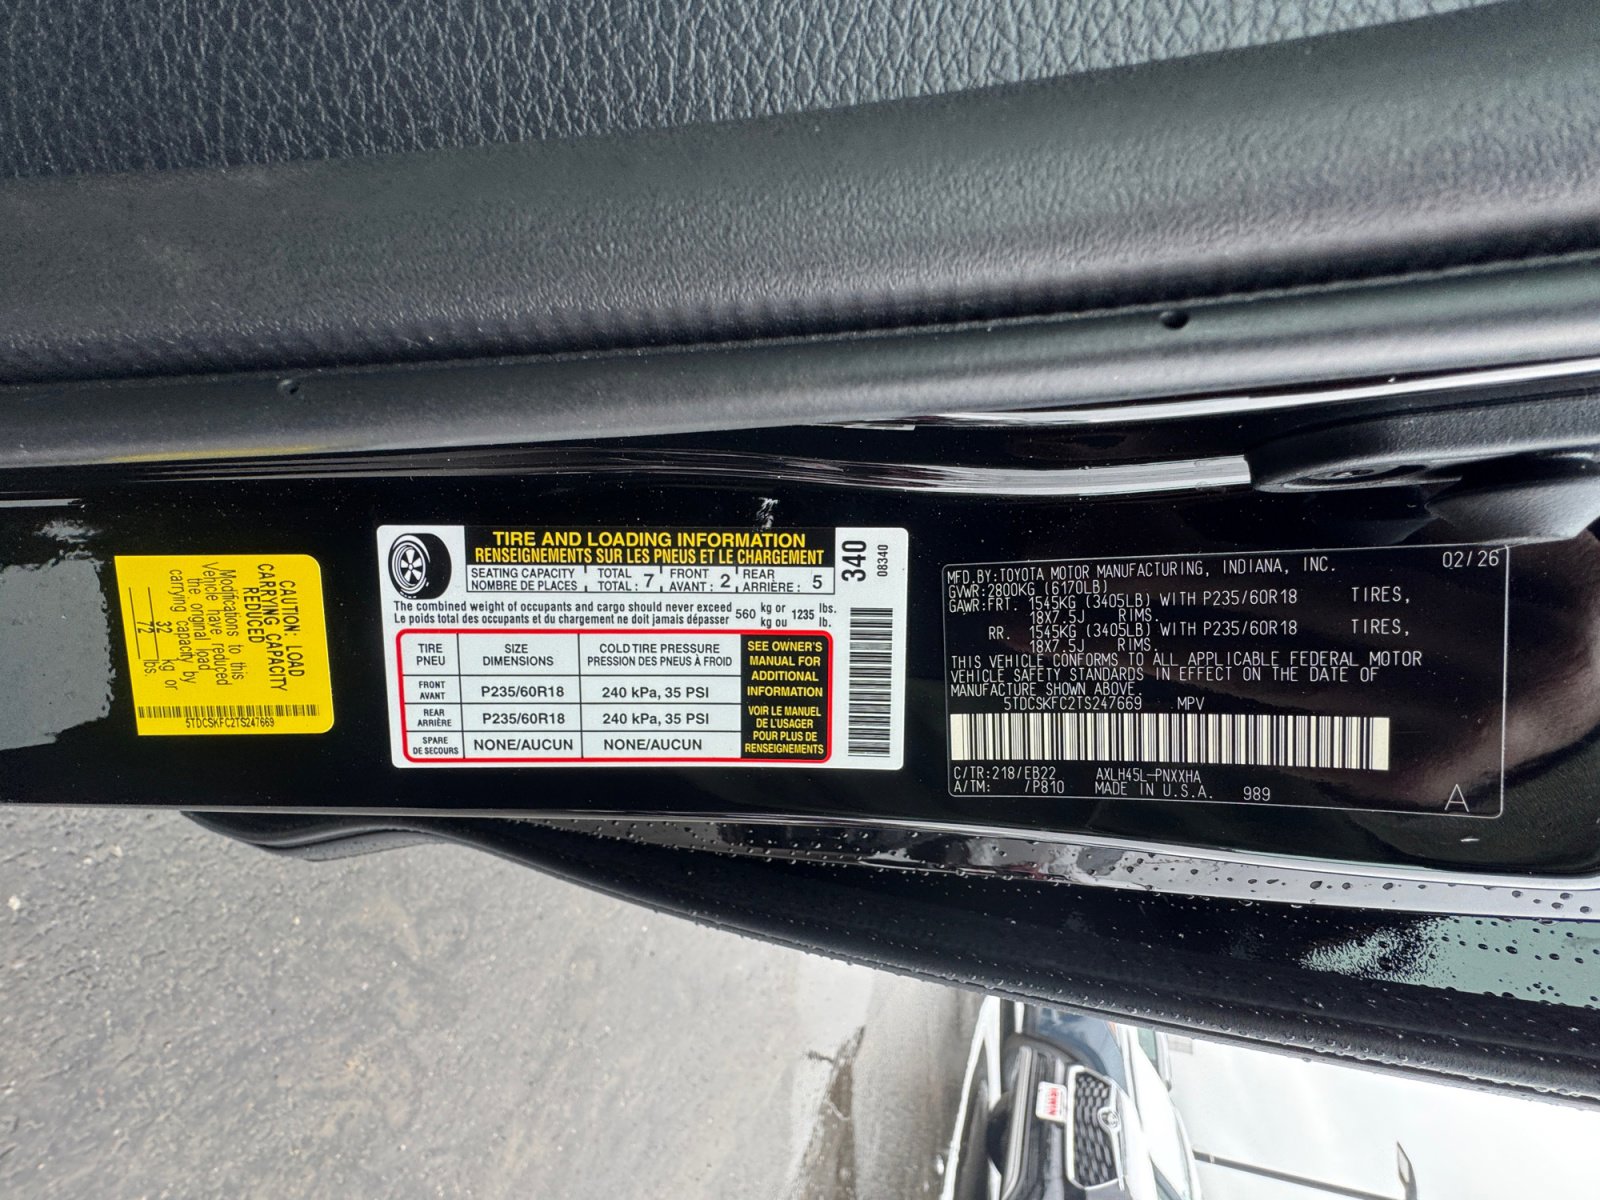 CAUTION: LOAD
CARRYING CAPACITY
REDUCED
Modifications to this
Vehicle have reduced
the original load
carrying capacity by
32 kg or
72 lbs.
5TDCSKFC2TS247669
TIRE AND LOADING INFORMATION
RENSEIGNEMENTS SUR LES PNEUS ET LE CHARGEMENT
SEATING CAPACITY TOTAL FRONT REAR
NOMBRE DE PLACES TOTAL : 7 AVANT : 2 ARRIÈRE : 5
The combined weight of occupants and cargo should never exceed 560 kg or 1235 lbs.
Le poids total des occupants et du chargement ne doit jamais dépasser kg ou lb.
TIRE SIZE COLD TIRE PRESSURE
PNEU DIMENSIONS PRESSION DES PNEUS À FROID
FRONT
AVANT P235/60R18 240 kPa, 35 PSI
REAR
ARRIÈRE P235/60R18 240 kPa, 35 PSI
SPARE
DE SECOURS NONE/AUCUN NONE/AUCUN
SEE OWNER'S
MANUAL FOR
ADDITIONAL
INFORMATION
VOIR LE MANUEL
DE L'USAGER
POUR PLUS DE
RENSEIGNEMENTS
340
08340
MFD.BY:TOYOTA MOTOR MANUFACTURING, INDIANA, INC. 02/26
GVWR:2800KG (6170LB)
GAWR:FRT. 1545KG (3405LB) WITH P235/60R18 TIRES,
18X7.5J RIMS.
RR. 1545KG (3405LB) WITH P235/60R18 TIRES,
18X7.5J RIMS.
THIS VEHICLE CONFORMS TO ALL APPLICABLE FEDERAL MOTOR
VEHICLE SAFETY STANDARDS IN EFFECT ON THE DATE OF
MANUFACTURE SHOWN ABOVE.
5TDCSKFC2TS247669 MPV
C/TR:218/EB22 AXLH45L-PNXXHA
A/TM: /P810 MADE IN U.S.A. 989
A